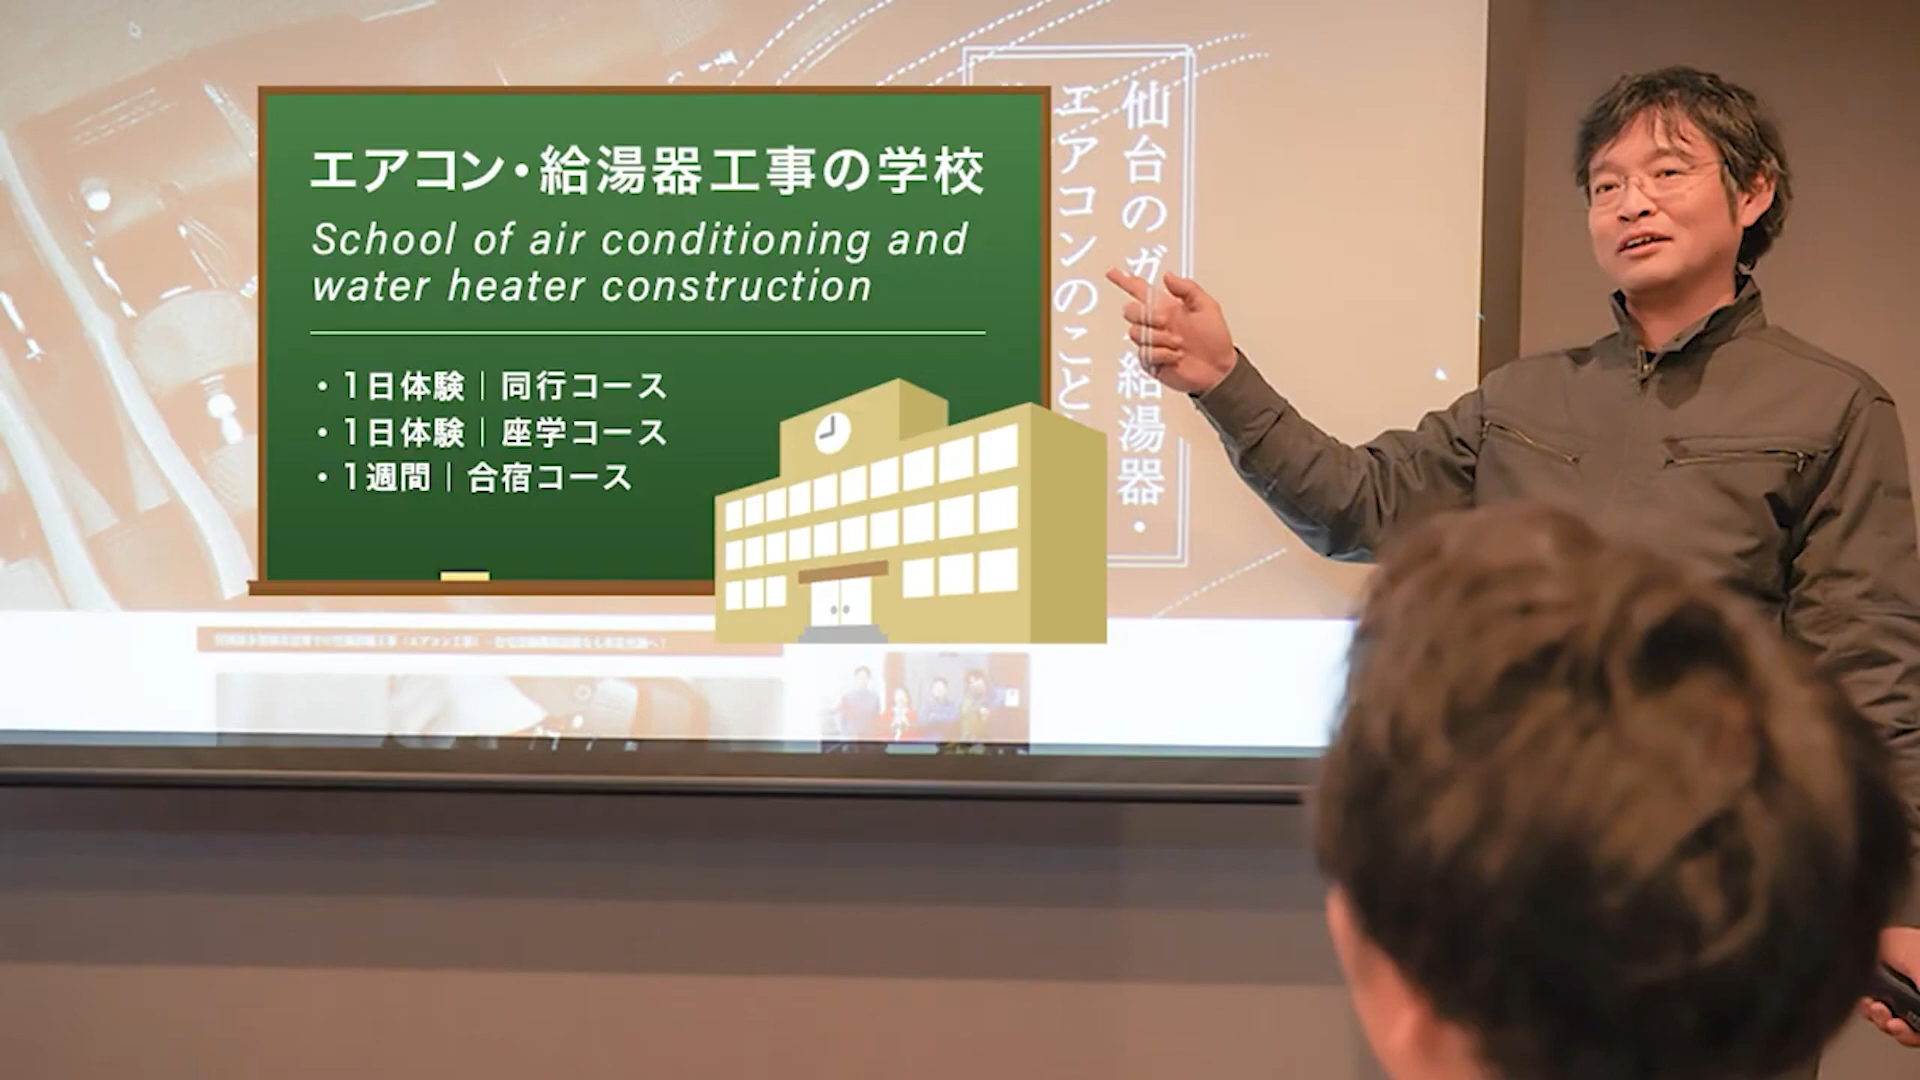 エアコン・給湯器工事の学校
School of air conditioning and
water heater construction
・1日体験｜同行コース
・1日体験｜座学コース
・1週間｜合宿コース
仙台のガ 給湯器・
エアコンのこと